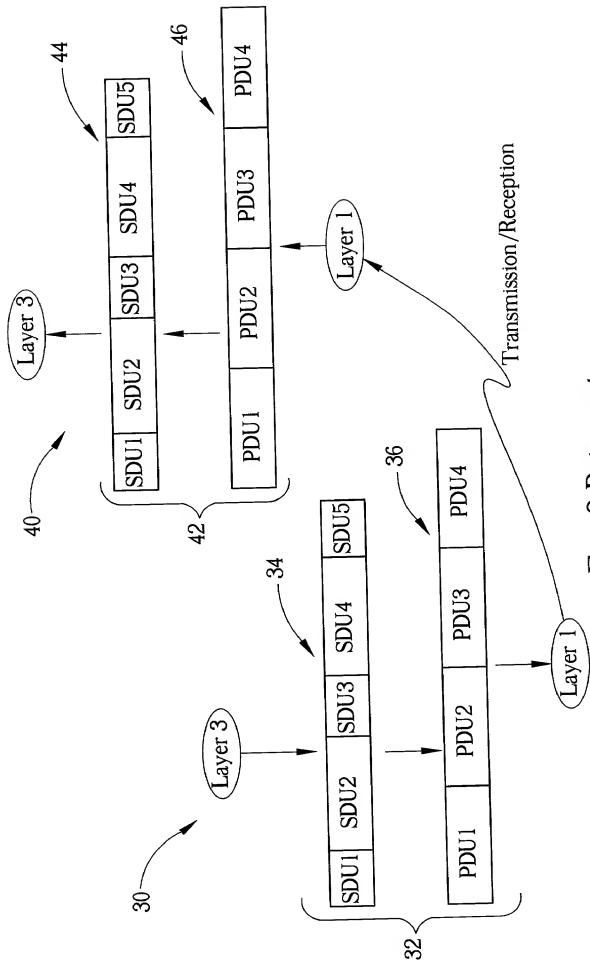 40
Layer 3
44
SDU1 SDU2 SDU3 SDU4 SDU5
42
46
PDU1 PDU2 PDU3 PDU4
Layer 1
Transmission/Reception
30
Layer 3
34
SDU1 SDU2 SDU3 SDU4 SDU5
32
36
PDU1 PDU2 PDU3 PDU4
Layer 1